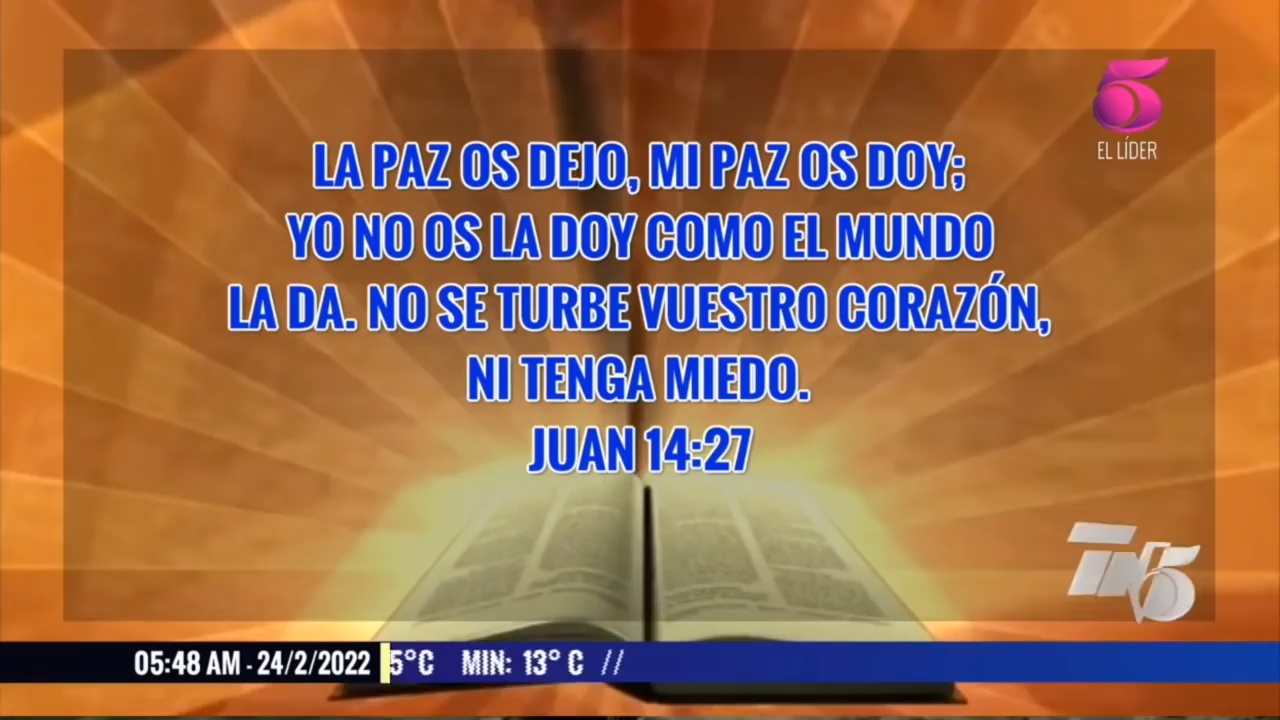 5
EL LÍDER
LA PAZ OS DEJO, MI PAZ OS DOY;
YO NO OS LA DOY COMO EL MUNDO
LA DA. NO SE TURBE VUESTRO CORAZÓN,
NI TENGA MIEDO.
JUAN 14:27
TN5
05:48 AM - 24/2/2022 5°C MIN: 13° C //